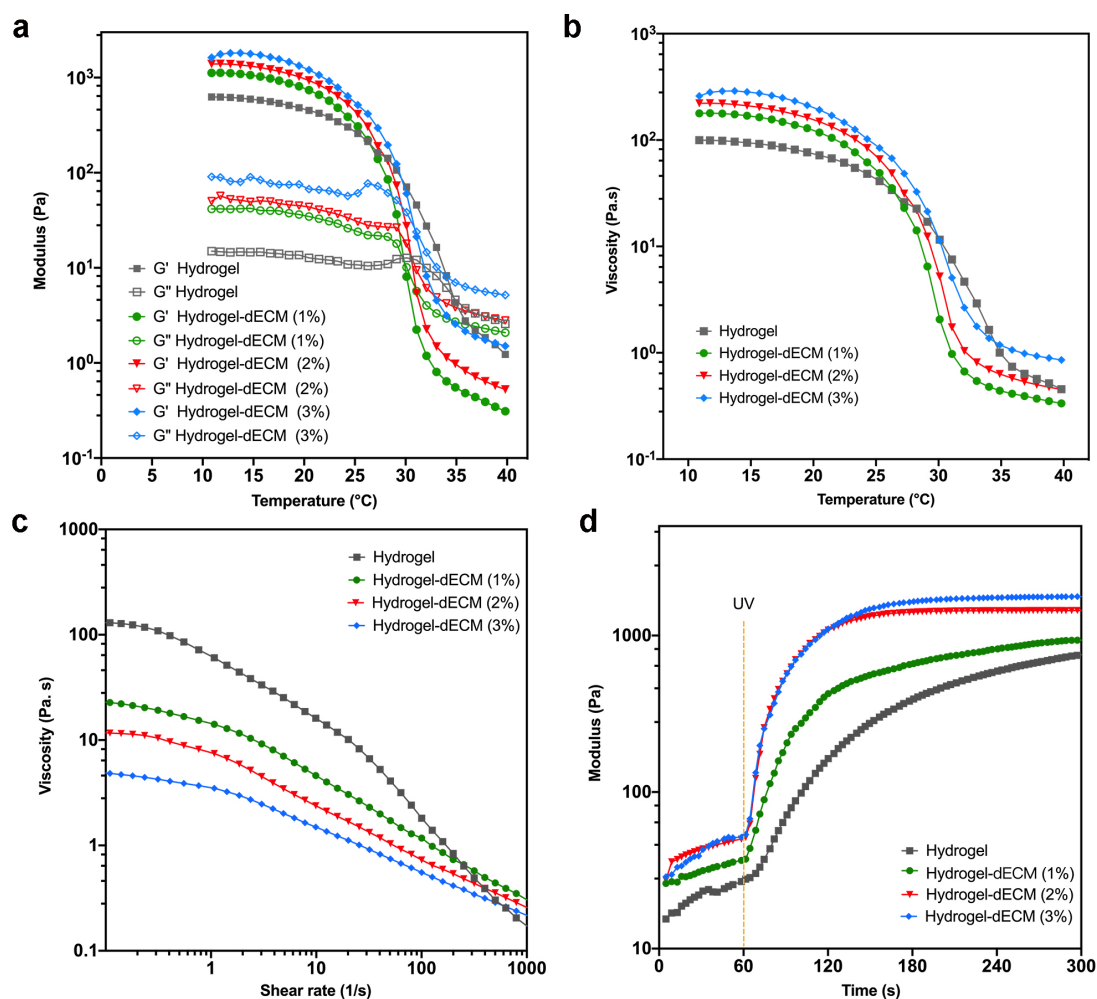 a
10³
10²
10¹
10⁰
10⁻¹
Modulus (Pa)
G' Hydrogel
G" Hydrogel
G' Hydrogel-dECM (1%)
G" Hydrogel-dECM (1%)
G' Hydrogel-dECM (2%)
G" Hydrogel-dECM (2%)
G' Hydrogel-dECM (3%)
G" Hydrogel-dECM (3%)
0 5 10 15 20 25 30 35 40
Temperature (°C)
b
10³
10²
10¹
10⁰
10⁻¹
Viscosity (Pa.s)
Hydrogel
Hydrogel-dECM (1%)
Hydrogel-dECM (2%)
Hydrogel-dECM (3%)
10 15 20 25 30 35 40
Temperature (°C)
c
1000
100
10
1
0.1
Viscosity (Pa. s)
Hydrogel
Hydrogel-dECM (1%)
Hydrogel-dECM (2%)
Hydrogel-dECM (3%)
1 10 100 1000
Shear rate (1/s)
d
1000
100
10
Modulus (Pa)
UV
Hydrogel
Hydrogel-dECM (1%)
Hydrogel-dECM (2%)
Hydrogel-dECM (3%)
0 60 120 180 240 300
Time (s)